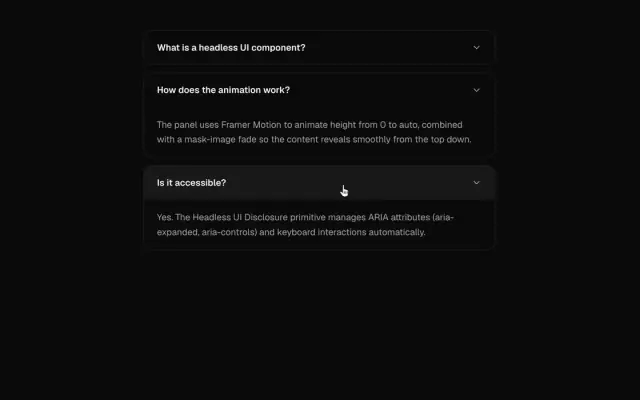 What is a headless UI component?
How does the animation work?
The panel uses Framer Motion to animate height from 0 to auto, combined
with a mask-image fade so the content reveals smoothly from the top down.
Is it accessible?
Yes. The Headless UI Disclosure primitive manages ARIA attributes (aria-
expanded, aria-controls) and keyboard interactions automatically.